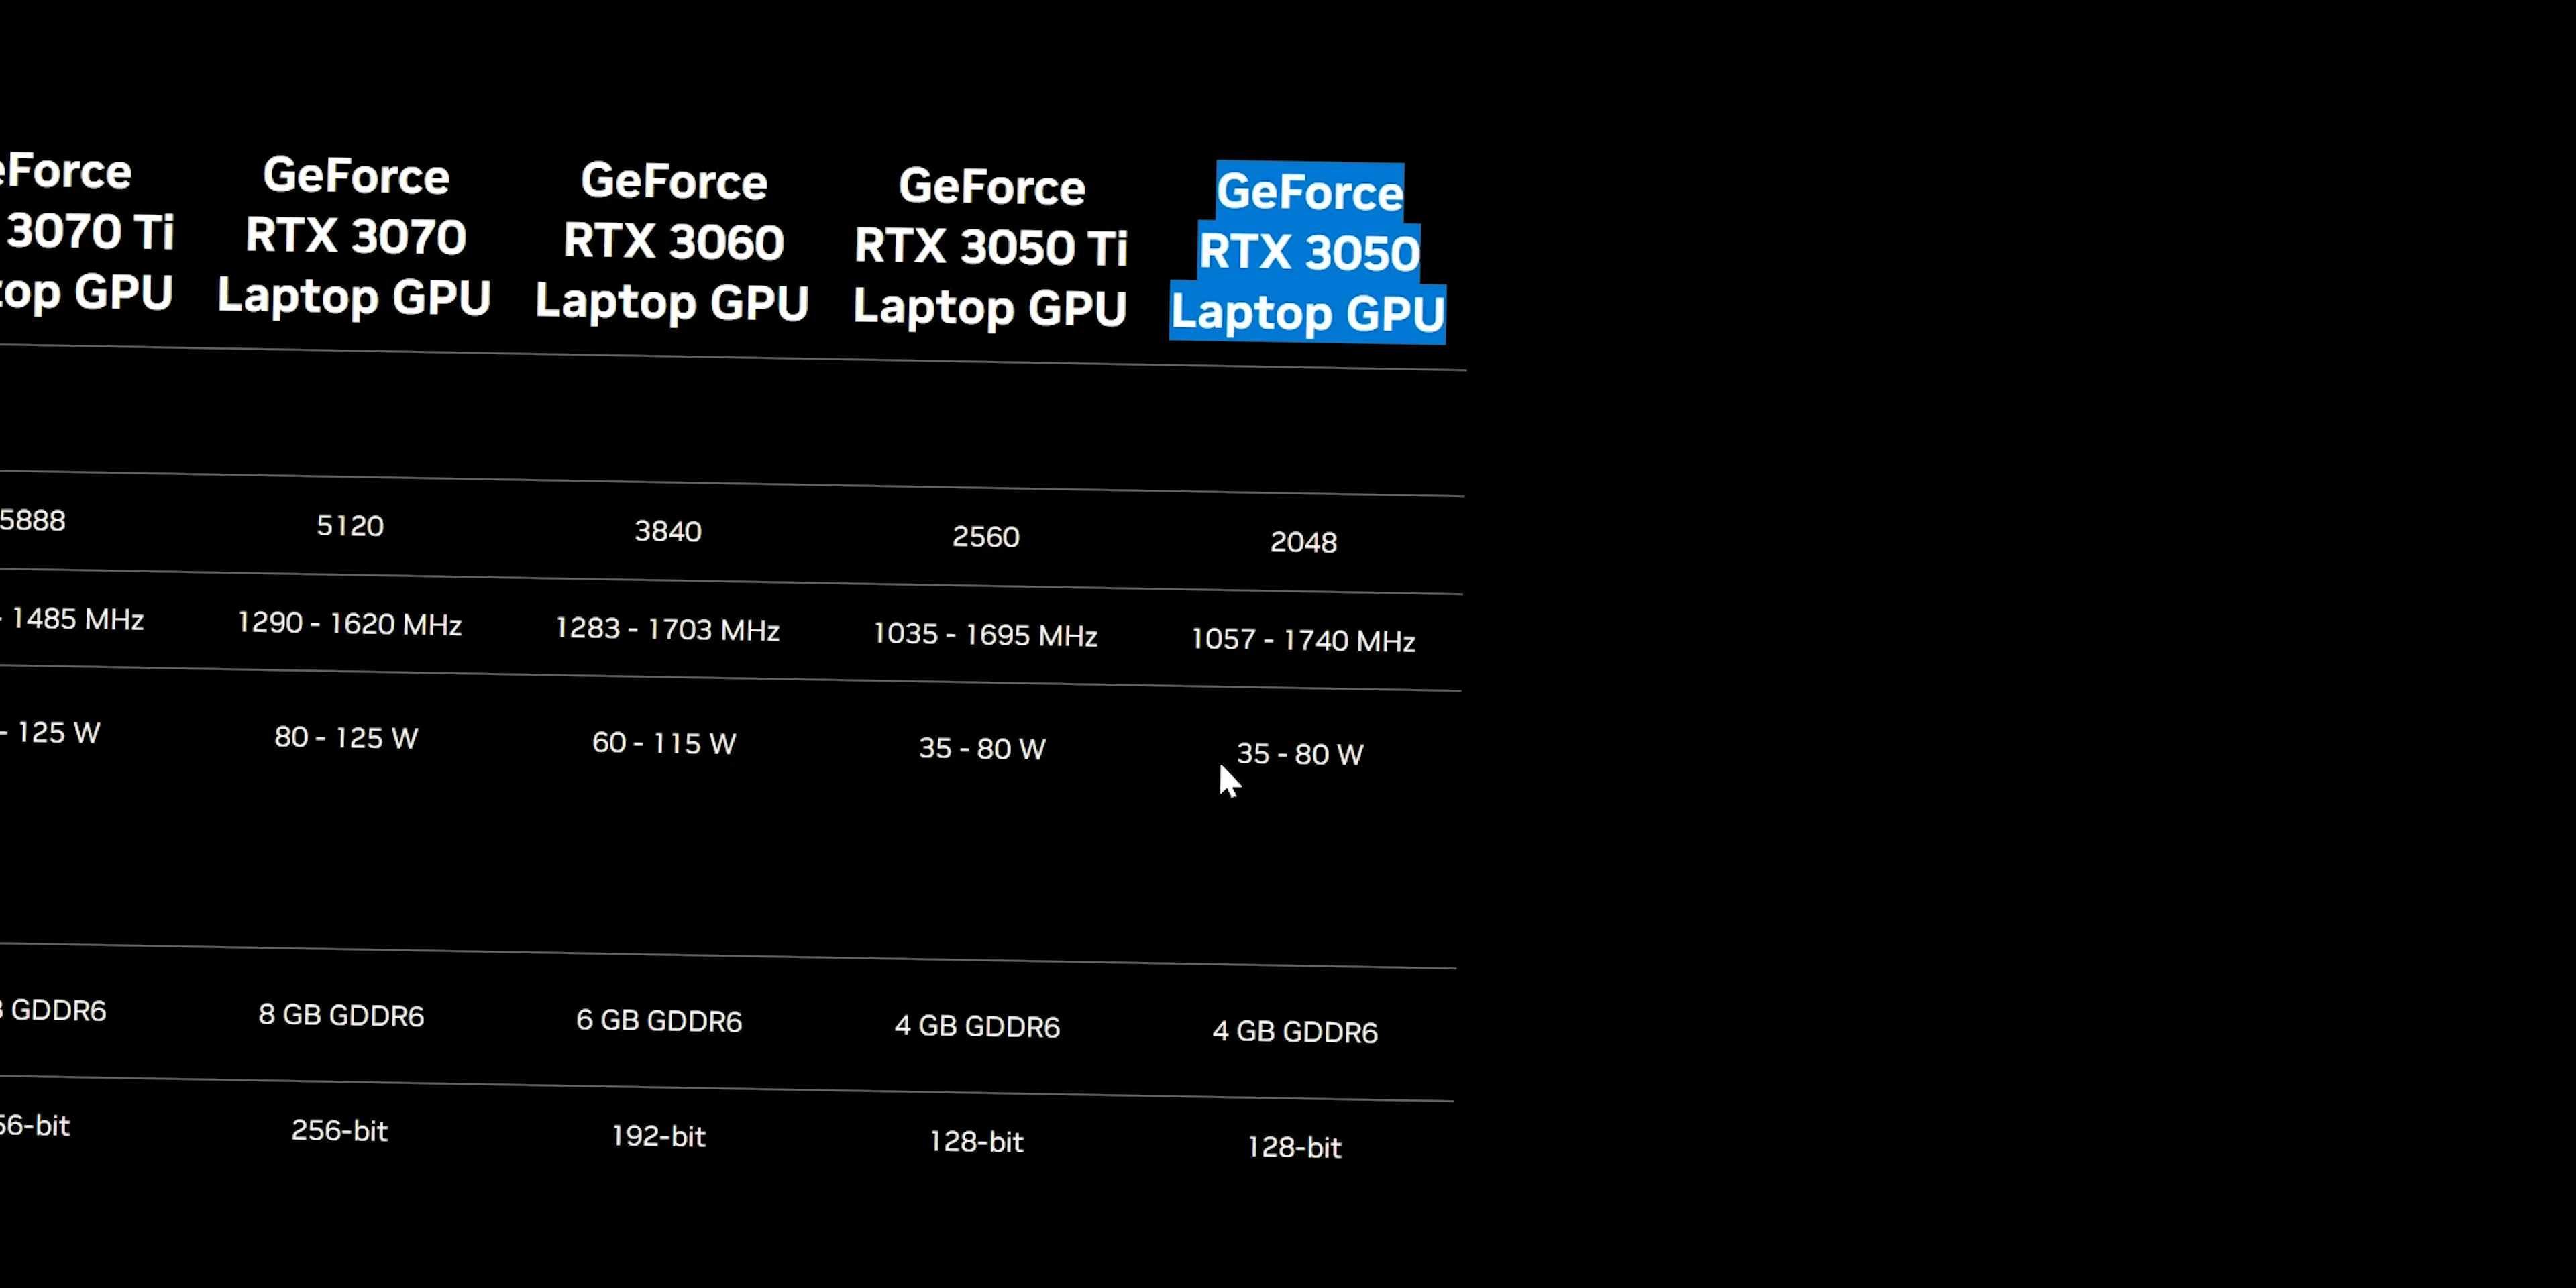 eForce
3070 Ti
top GPU
GeForce
RTX 3070
Laptop GPU
GeForce
RTX 3060
Laptop GPU
GeForce
RTX 3050 Ti
Laptop GPU
GeForce
RTX 3050
Laptop GPU
5888 5120 3840 2560 2048
- 1485 MHz 1290 - 1620 MHz 1283 - 1703 MHz 1035 - 1695 MHz 1057 - 1740 MHz
- 125 W 80 - 125 W 60 - 115 W 35 - 80 W 35 - 80 W
GDDR6 8 GB GDDR6 6 GB GDDR6 4 GB GDDR6 4 GB GDDR6
56-bit 256-bit 192-bit 128-bit 128-bit